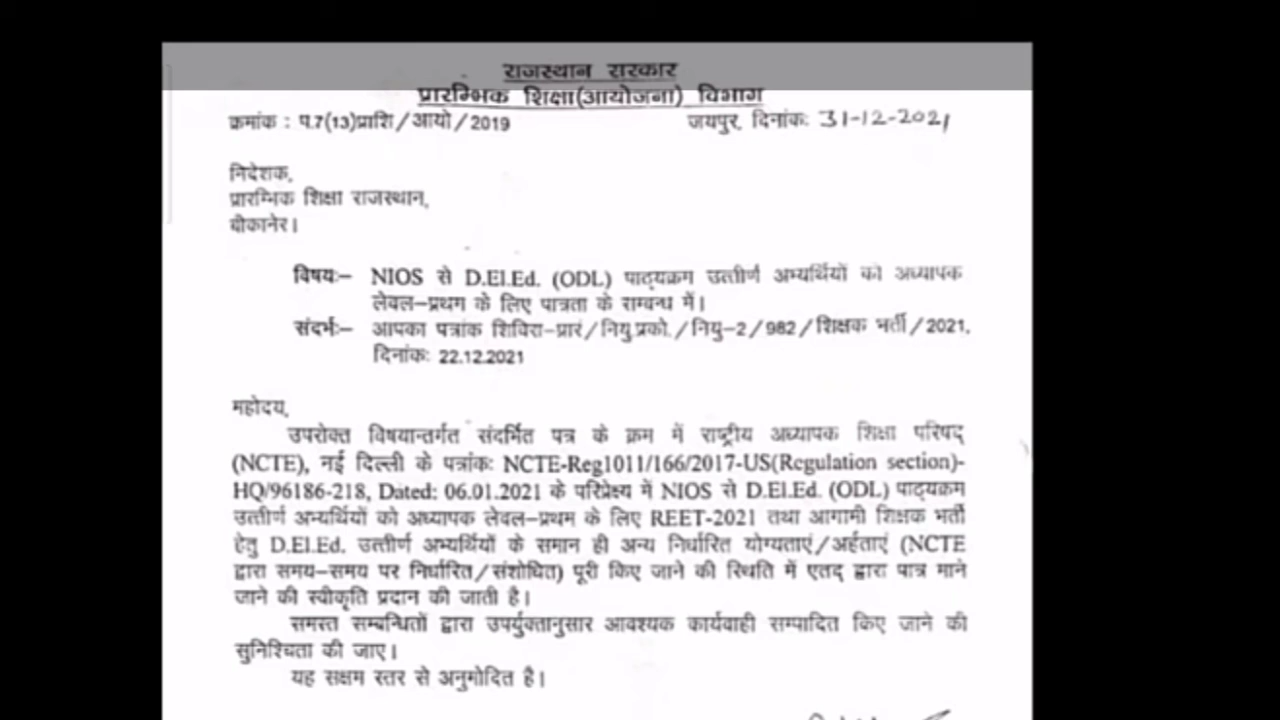 राजस्थान सरकार
प्रारम्भिक शिक्षा(आयोजना) विभाग
क्रमांक : प.7(13)प्राशि/आयो/2019 जयपुर, दिनांकः 31-12-2021
निदेशक,
प्रारम्भिक शिक्षा राजस्थान,
बीकानेर।
विषयः– NIOS से D.El.Ed. (ODL) पाठ्यक्रम उत्तीर्ण अभ्यर्थियों को अध्यापक
लेवल–प्रथम के लिए पात्रता के सम्बन्ध में।
संदर्भः– आपका पत्रांक शिविरा–प्रारं/नियु.प्रको./नियु–2/982/शिक्षक भर्ती/2021,
दिनांकः 22.12.2021
महोदय,
उपरोक्त विषयान्तर्गत संदर्भित पत्र के क्रम में राष्ट्रीय अध्यापक शिक्षा परिषद्
(NCTE), नई दिल्ली के पत्रांकः NCTE-Reg1011/166/2017-US(Regulation section)-
HQ/96186-218, Dated: 06.01.2021 के परिप्रेक्ष्य में NIOS से D.El.Ed. (ODL) पाठ्यक्रम
उत्तीर्ण अभ्यर्थियों को अध्यापक लेवल–प्रथम के लिए REET-2021 तथा आगामी शिक्षक भर्ती
हेतु D.El.Ed. उत्तीर्ण अभ्यर्थियों के समान ही अन्य निर्धारित योग्यताएं/अर्हताएं (NCTE
द्वारा समय–समय पर निर्धारित/संशोधित) पूरी किए जाने की स्थिति में एतद् द्वारा पात्र माने
जाने की स्वीकृति प्रदान की जाती है।
समस्त सम्बन्धितों द्वारा उपर्युक्तानुसार आवश्यक कार्यवाही सम्पादित किए जाने की
सुनिश्चिता की जाए।
यह सक्षम स्तर से अनुमोदित है।